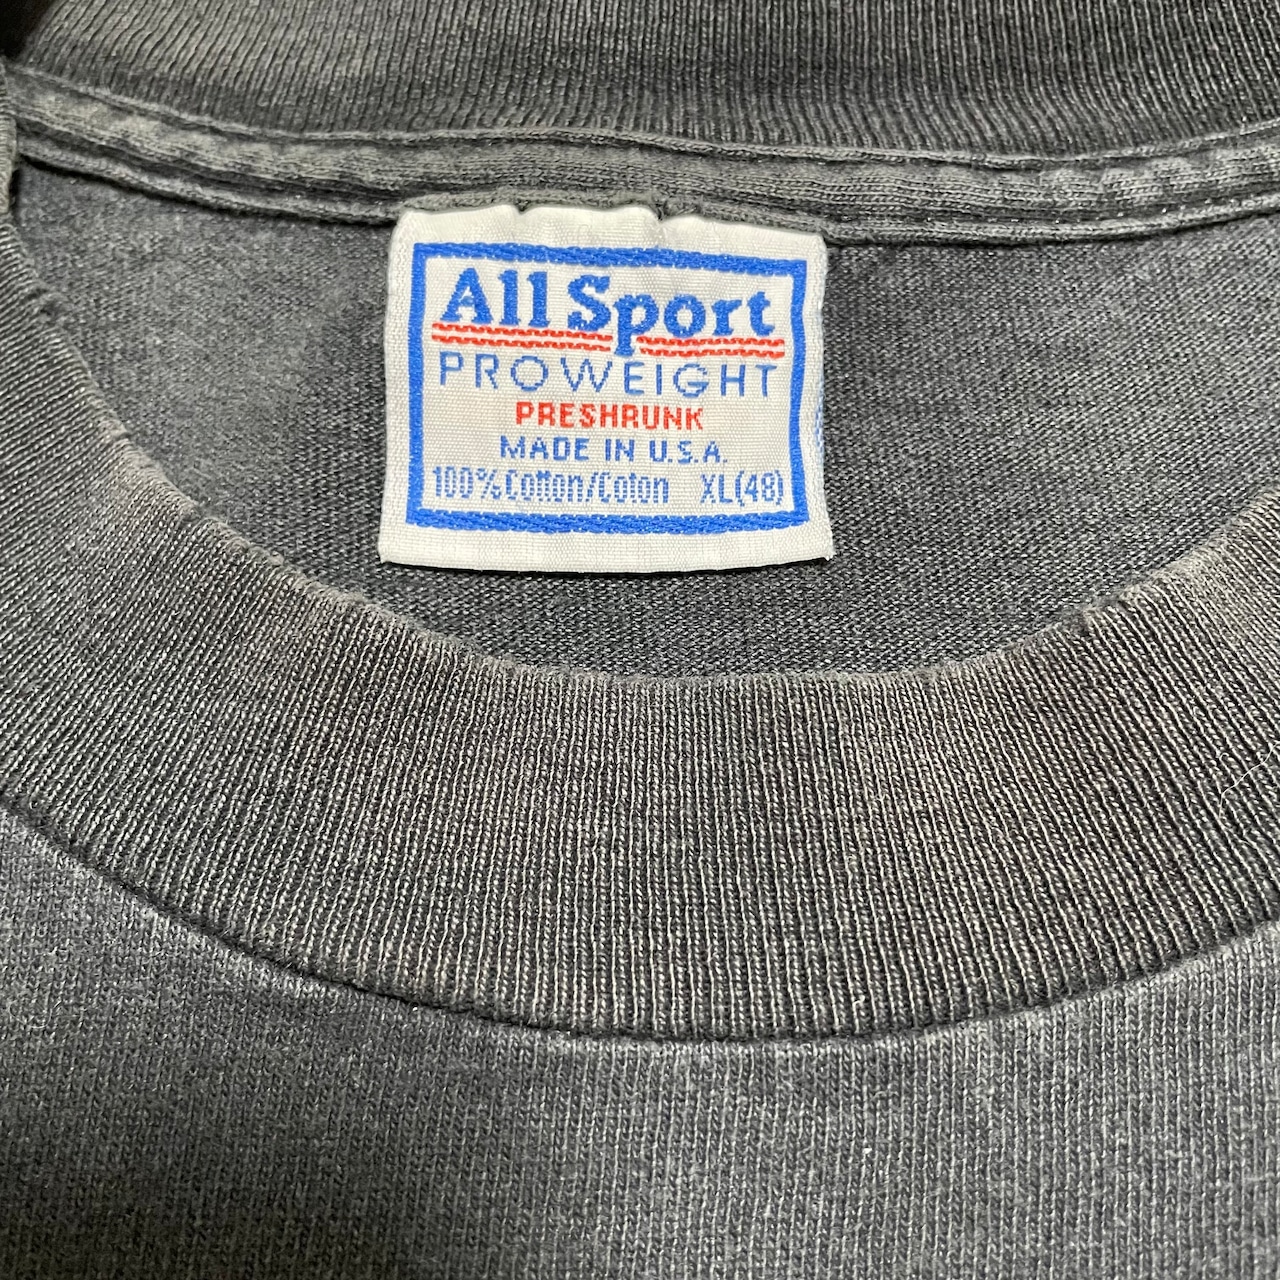 All Sport
PROWEIGHT
PRESHRUNK
MADE IN U.S.A.
100% Cotton/Coton XL(48)